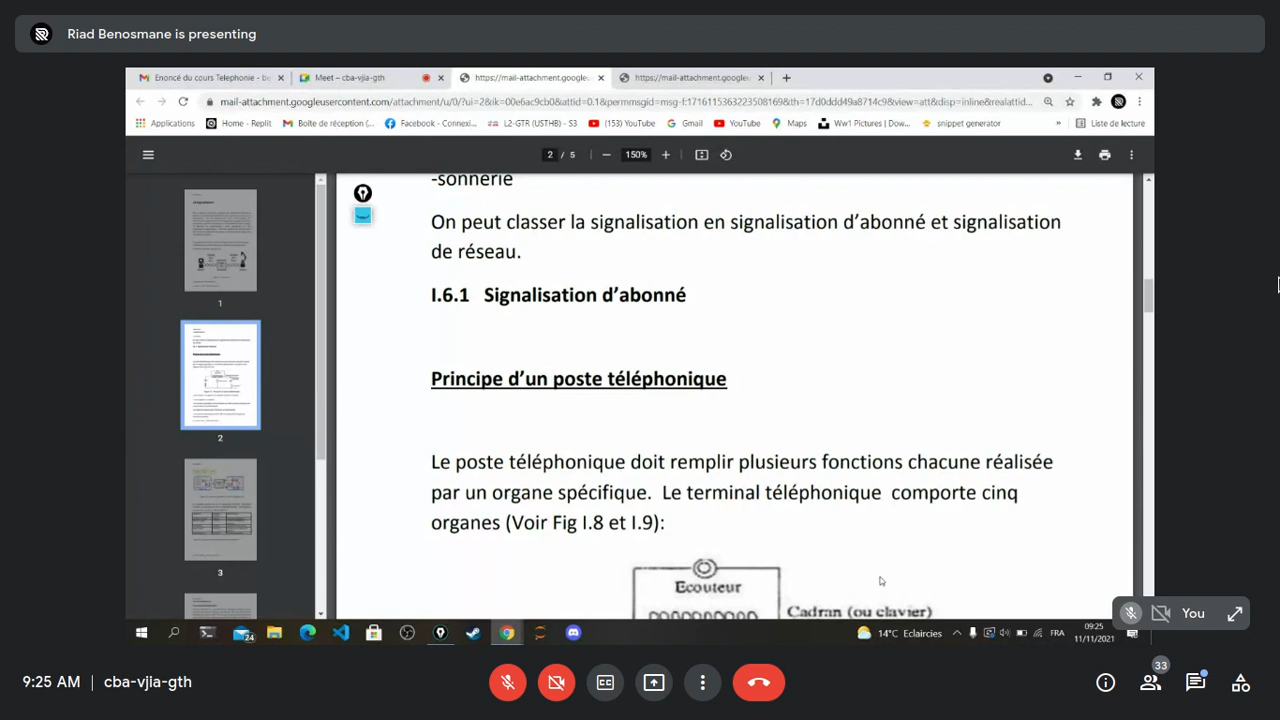 Riad Benosmane is presenting
Enoncé du cours Telephonie - be
Meet – cba-vjia-gth
https://mail-attachment.google
https://mail-attachment.google
mail-attachment.googleusercontent.com/attachment/u/0/?ui=2&ik=00e6ac9cb0&attid=0.1&permmsgid=msg-f:1716115363223508169&th=17d0ddd49a8714c9&view=att&disp=inline&realattid...
Applications
Home - Replit
Boîte de réception (...
Facebook - Connexi...
L2-GTR (USTHB) - S3
(153) YouTube
Gmail
YouTube
Maps
Ww1 Pictures | Dow...
snippet generator
»
Liste de lecture
2 / 5
150%
-sonnerie
On peut classer la signalisation en signalisation d'abonné et signalisation
de réseau.
I.6.1 Signalisation d'abonné
Principe d'un poste téléphonique
Le poste téléphonique doit remplir plusieurs fonctions chacune réalisée
par un organe spécifique. Le terminal téléphonique comporte cinq
organes (Voir Fig I.8 et I.9):
Ecouteur
Cadran (ou clavier)
1
2
3
You
24
14°C Eclaircies
FRA
09:25
11/11/2021
9:25 AM | cba-vjia-gth
CC
33